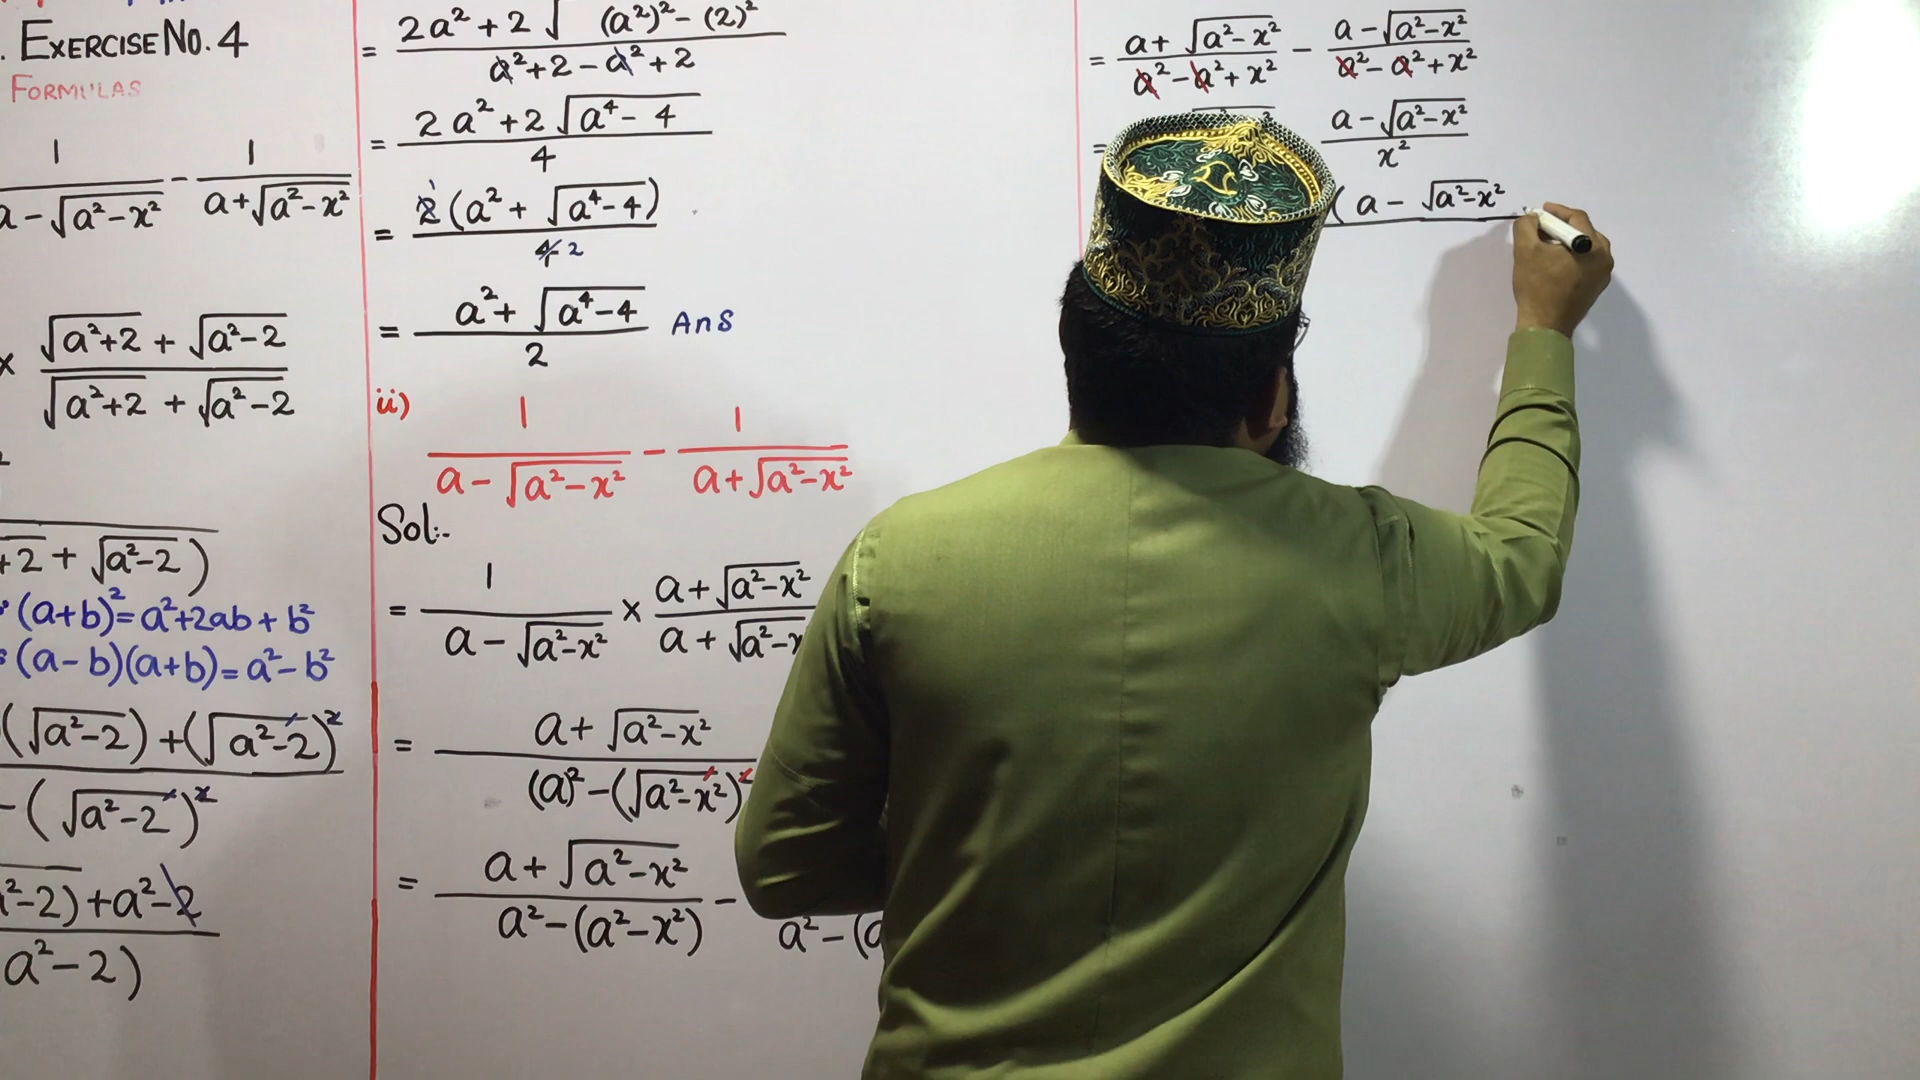 . EXERCISE NO. 4
FORMULAS
1/(a-√(a²-x²)) - 1/(a+√(a²-x²))
× (√(a²+2) + √(a²-2))/(√(a²+2) + √(a²-2))
+2 + √(a²-2))
(a+b)² = a²+2ab+b²
(a-b)(a+b) = a²-b²
(√(a²-2)) + (√(a²-2))²
-(√(a²-2))²
a²-2) + a²-2
a²-2)
= (2a²+2√((a²)²-(2)²))/(a²+2-a²+2)
= (2a²+2√(a⁴-4))/4
= 2(a²+√(a⁴-4))/4 2
= (a²+√(a⁴-4))/2 Ans
ii) 1/(a-√(a²-x²)) - 1/(a+√(a²-x²))
Sol:-
= 1/(a-√(a²-x²)) × (a+√(a²-x²))/(a+√(a²-x
= (a+√(a²-x²))/((a)²-(√(a²-x²))²)
= (a+√(a²-x²))/(a²-(a²-x²)) - a²-(a
= (a+√(a²-x²))/(a²-a²+x²) - (a-√(a²-x²))/(a²-a²+x²)
= (a-√(a²-x²))/x²
(a-√(a²-x²)